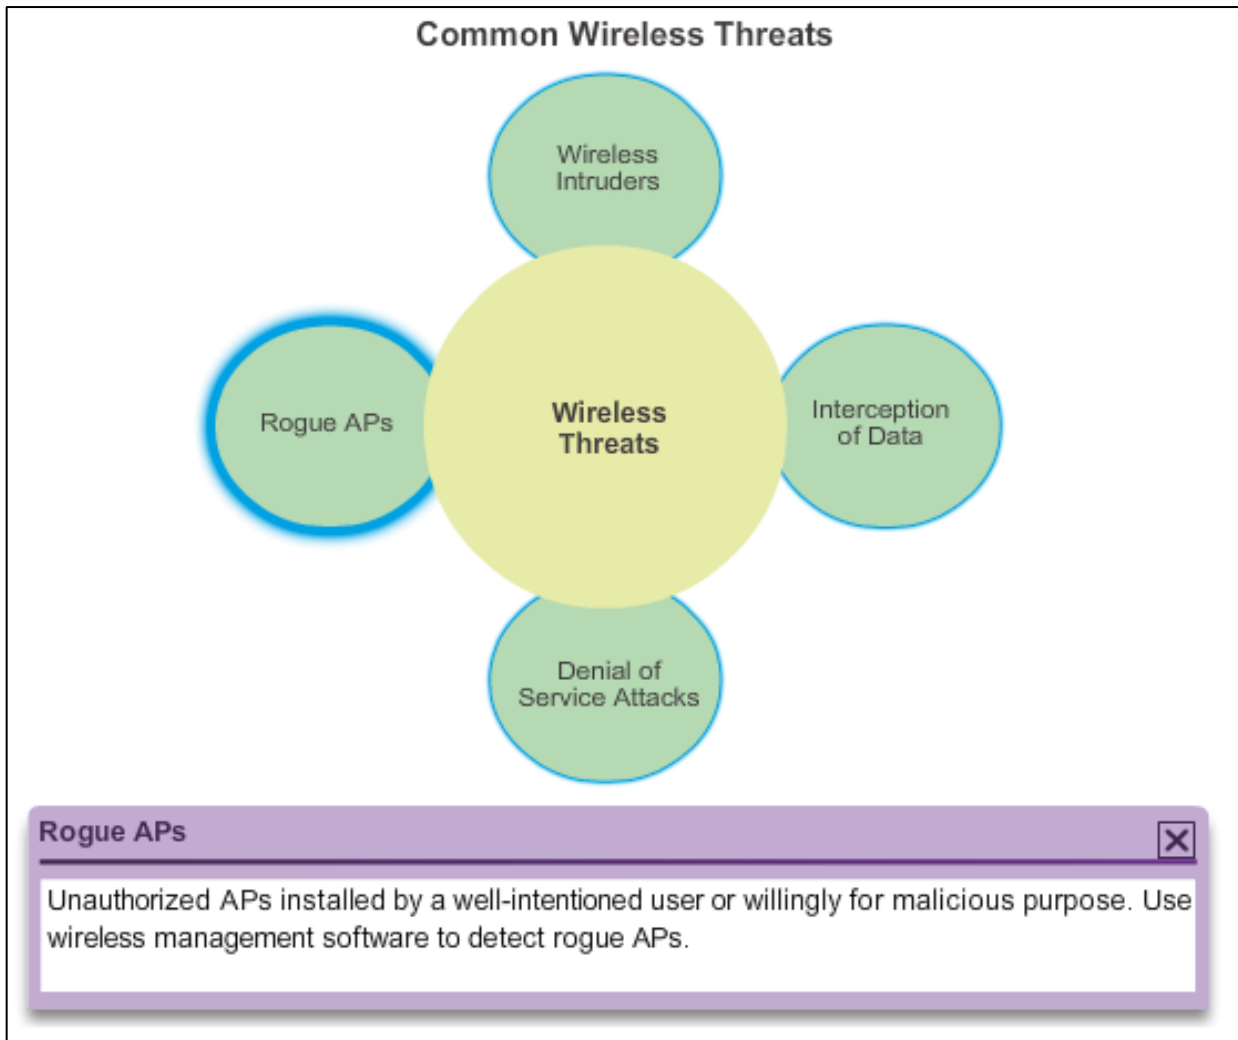 Common Wireless Threats
Wireless
Intruders
Rogue APs
Wireless
Threats
Interception
of Data
Denial of
Service Attacks
Rogue APs
Unauthorized APs installed by a well-intentioned user or willingly for malicious purpose. Use
wireless management software to detect rogue APs.